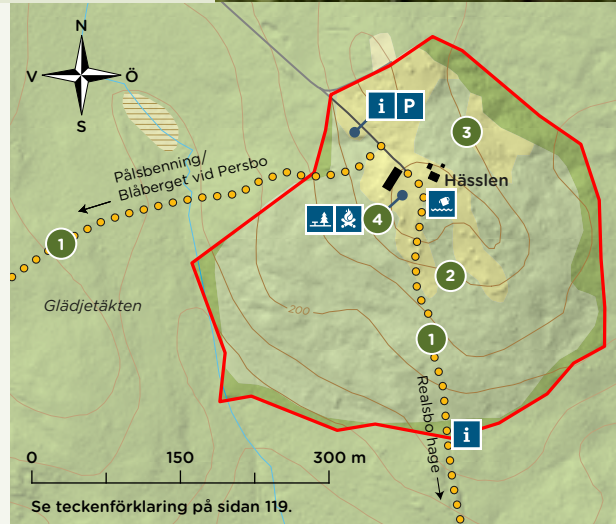 N
V Ö
S
i P
3
Pålsbenning/
Blåberget vid Persbo
Hässlen
4
1
2
Glädjetäkten
200
1
Realsbo hage
i
0 150 300 m
Se teckenförklaring på sidan 119.